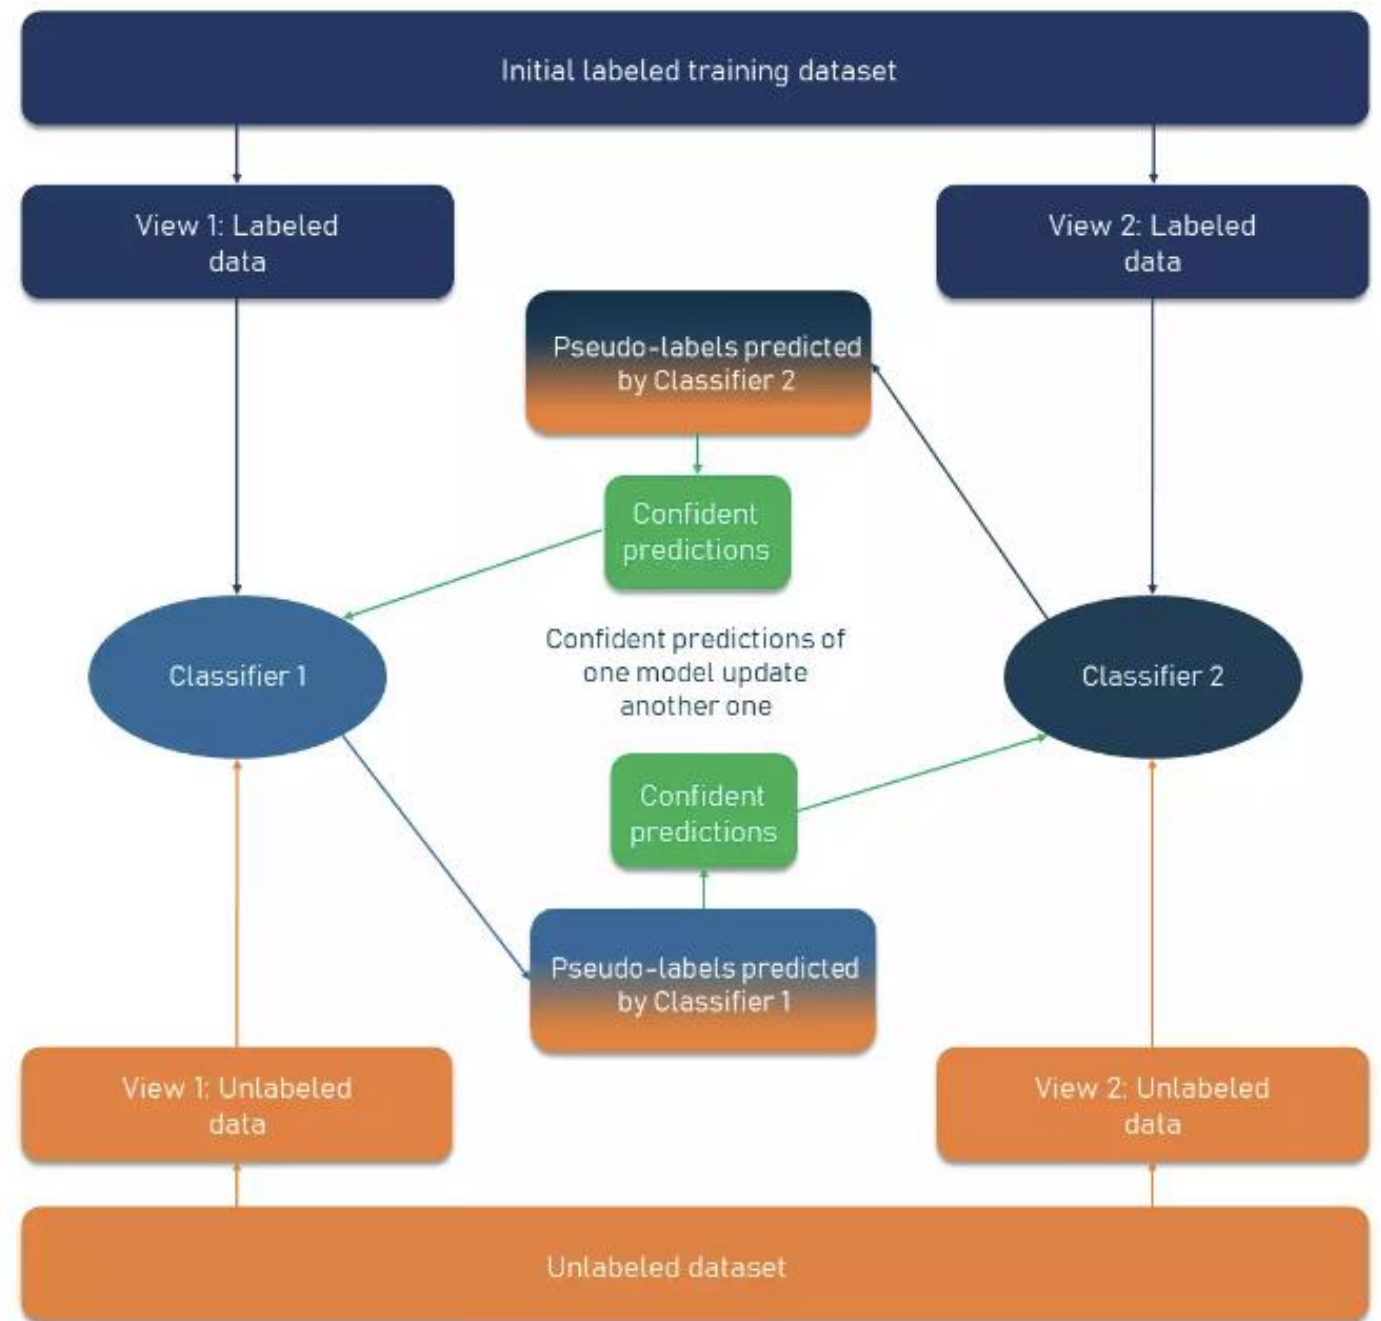 Initial labeled training dataset
View 1: Labeled
data
View 2: Labeled
data
Pseudo-labels predicted
by Classifier 2
Confident
predictions
Confident predictions of
one model update
another one
Classifier 1
Classifier 2
Confident
predictions
Pseudo-labels predicted
by Classifier 1
View 1: Unlabeled
data
View 2: Unlabeled
data
Unlabeled dataset